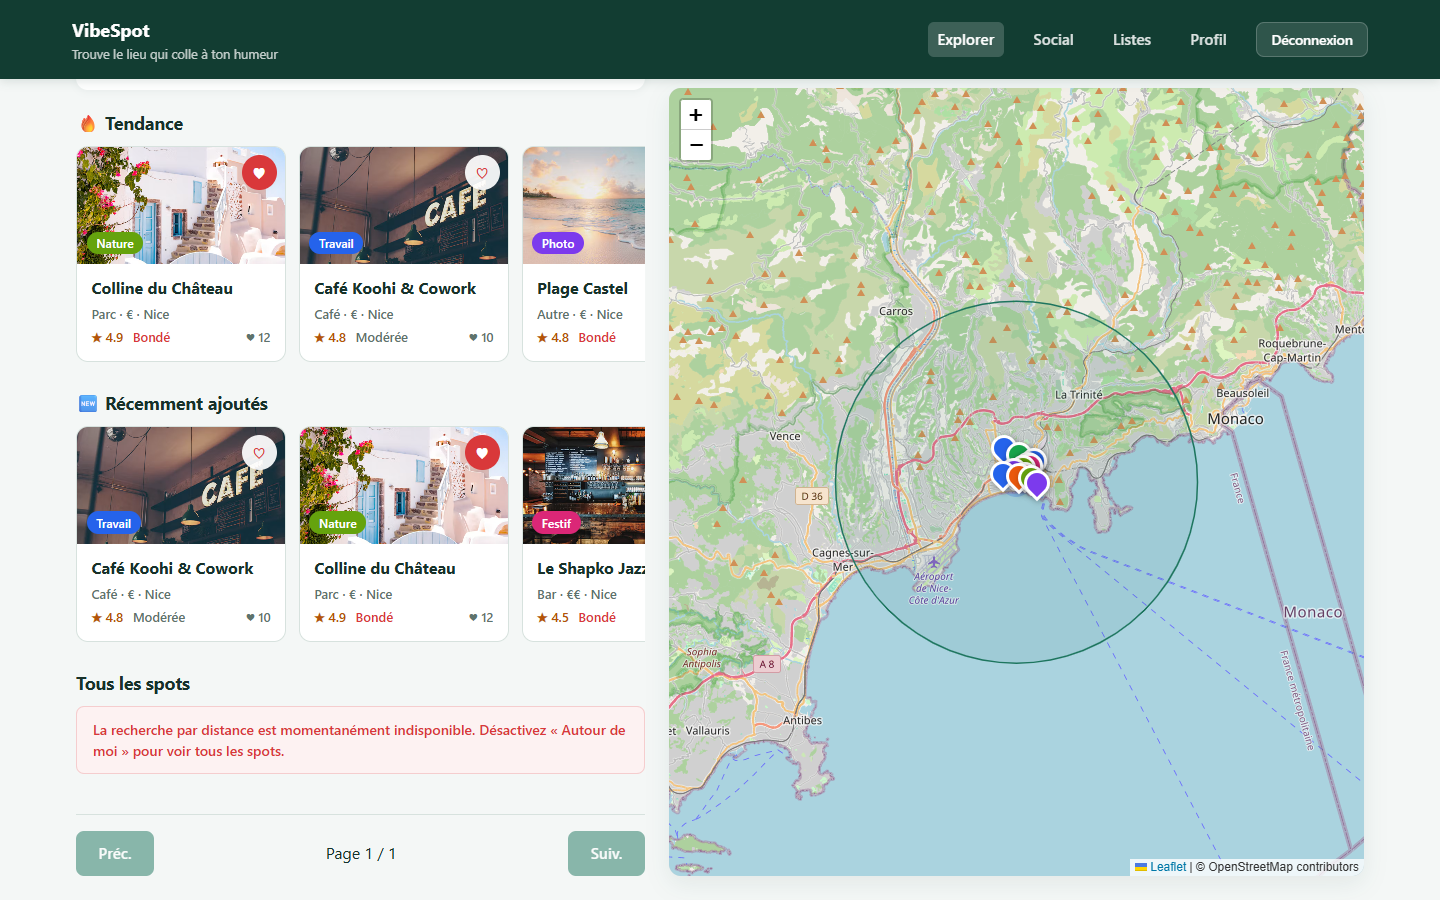 VibeSpot
Trouve le lieu qui colle à ton humeur
Explorer
Social
Listes
Profil
Déconnexion
Tendance
CAFÉ
Nature
Travail
Photo
Colline du Château
Café Koohi & Cowork
Plage Castel
Parc · € · Nice
Café · € · Nice
Autre · € · Nice
★ 4.9 Bondé ♥ 12
★ 4.8 Modérée ♥ 10
★ 4.8 Bondé
NEW Récemment ajoutés
CAFÉ
Travail
Nature
Festif
Café Koohi & Cowork
Colline du Château
Le Shapko Jazz
Café · € · Nice
Parc · € · Nice
Bar · €€ · Nice
★ 4.8 Modérée ♥ 10
★ 4.9 Bondé ♥ 12
★ 4.5 Bondé
Tous les spots
La recherche par distance est momentanément indisponible. Désactivez « Autour de
moi » pour voir tous les spots.
Préc.
Page 1 / 1
Suiv.
+
−
Carros
Mento
Roquebrune-
Cap-Martin
La Trinité
Beausoleil
Monaco
Vence
D 36
France
Cagnes-sur-
Mer
Aéroport
de Nice-
Côte d'Azur
Monaco
Sophia
Antipolis
A 8
France métropolitaine
Antibes
et Vallauris
Leaflet | © OpenStreetMap contributors